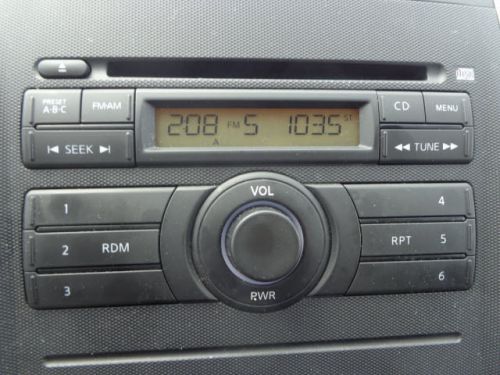 PRESET A·B·C
FM·AM
SEEK
208 FM 5 1035 ST
A
CD
MENU
TUNE
1
2 RDM
3
VOL
PWR
4
RPT 5
6